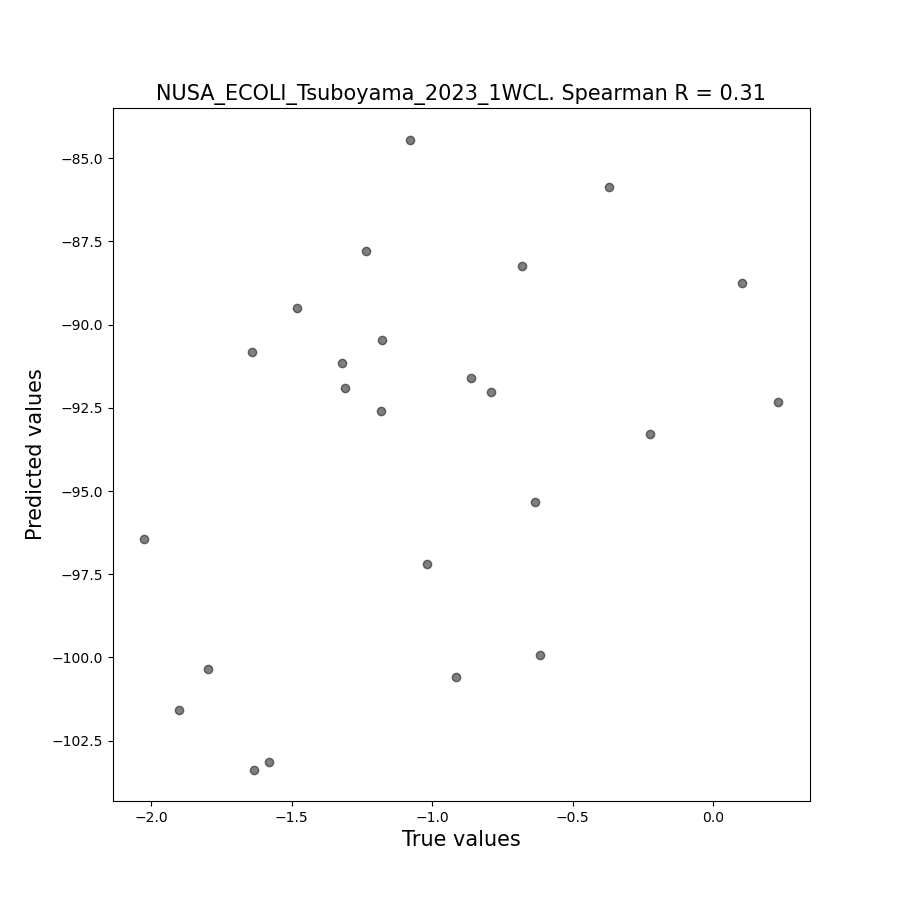 NUSA_ECOLI_Tsuboyama_2023_1WCL. Spearman R = 0.31
−85.0
−87.5
−90.0
−92.5
−95.0
−97.5
−100.0
−102.5
Predicted values
−2.0 −1.5 −1.0 −0.5 0.0
True values